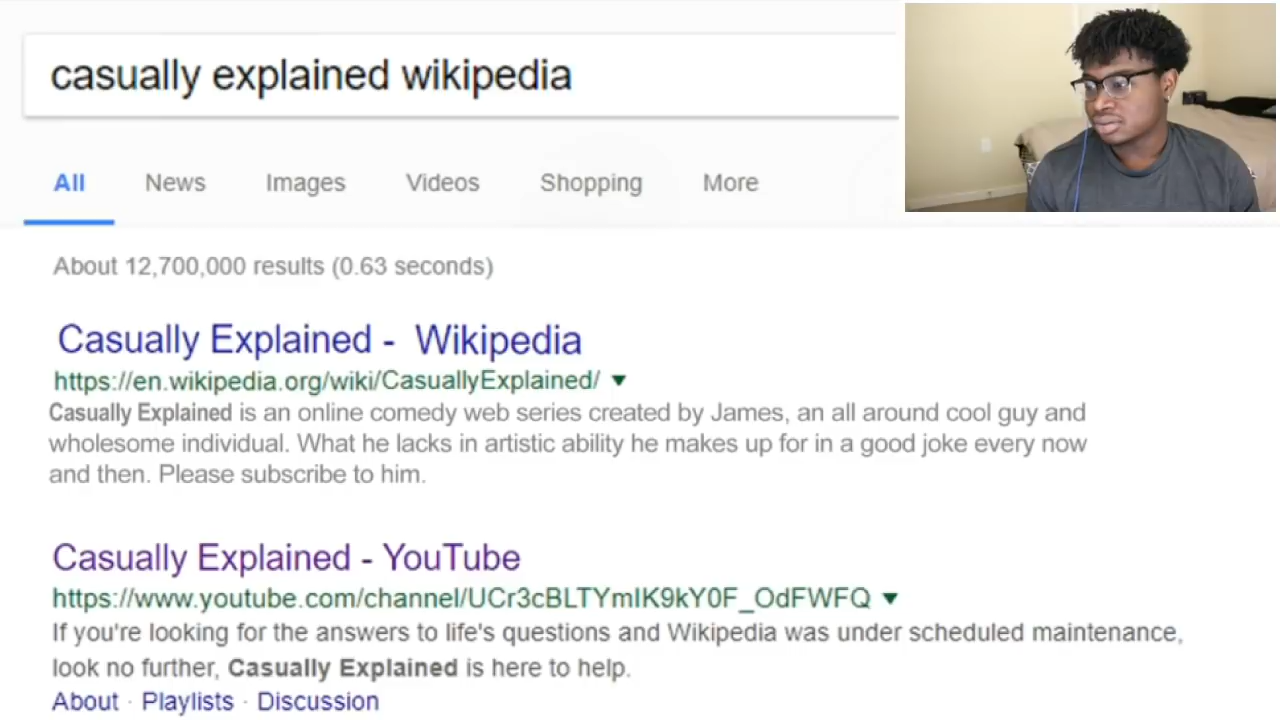 casually explained wikipedia
All News Images Videos Shopping More
About 12,700,000 results (0.63 seconds)
Casually Explained - Wikipedia
https://en.wikipedia.org/wiki/CasuallyExplained/
Casually Explained is an online comedy web series created by James, an all around cool guy and
wholesome individual. What he lacks in artistic ability he makes up for in a good joke every now
and then. Please subscribe to him.
Casually Explained - YouTube
https://www.youtube.com/channel/UCr3cBLTYmIK9kY0F_OdFWFQ
If you're looking for the answers to life's questions and Wikipedia was under scheduled maintenance,
look no further, Casually Explained is here to help.
About · Playlists · Discussion